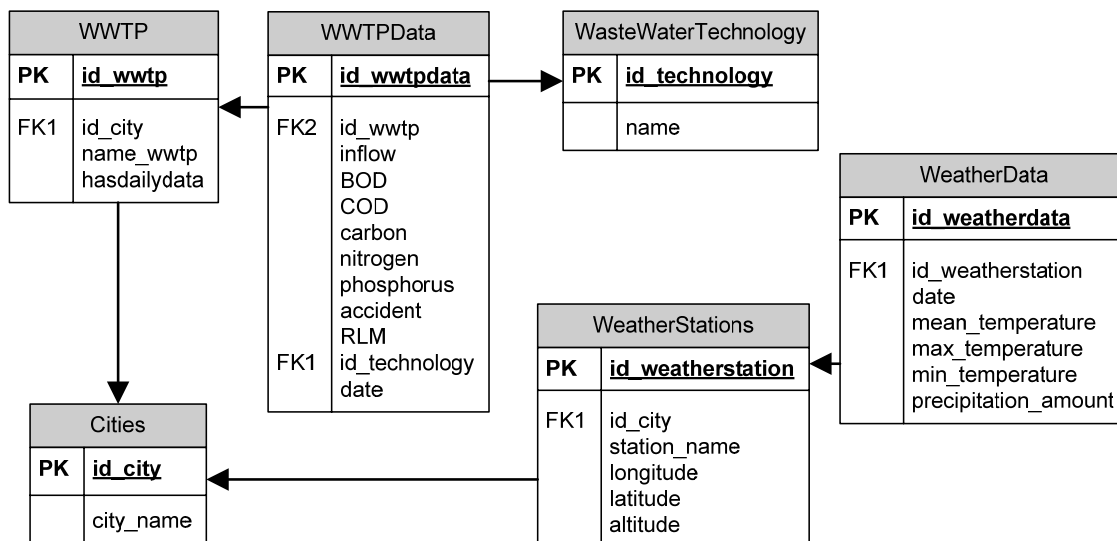 WWTP
PK id_wwtp
FK1 id_city
name_wwtp
hasdailydata
WWTPData
PK id_wwtpdata
FK2 id_wwtp
inflow
BOD
COD
carbon
nitrogen
phosphorus
accident
RLM
FK1 id_technology
date
WasteWaterTechnology
PK id_technology
name
WeatherData
PK id_weatherdata
FK1 id_weatherstation
date
mean_temperature
max_temperature
min_temperature
precipitation_amount
WeatherStations
PK id_weatherstation
FK1 id_city
station_name
longitude
latitude
altitude
Cities
PK id_city
city_name